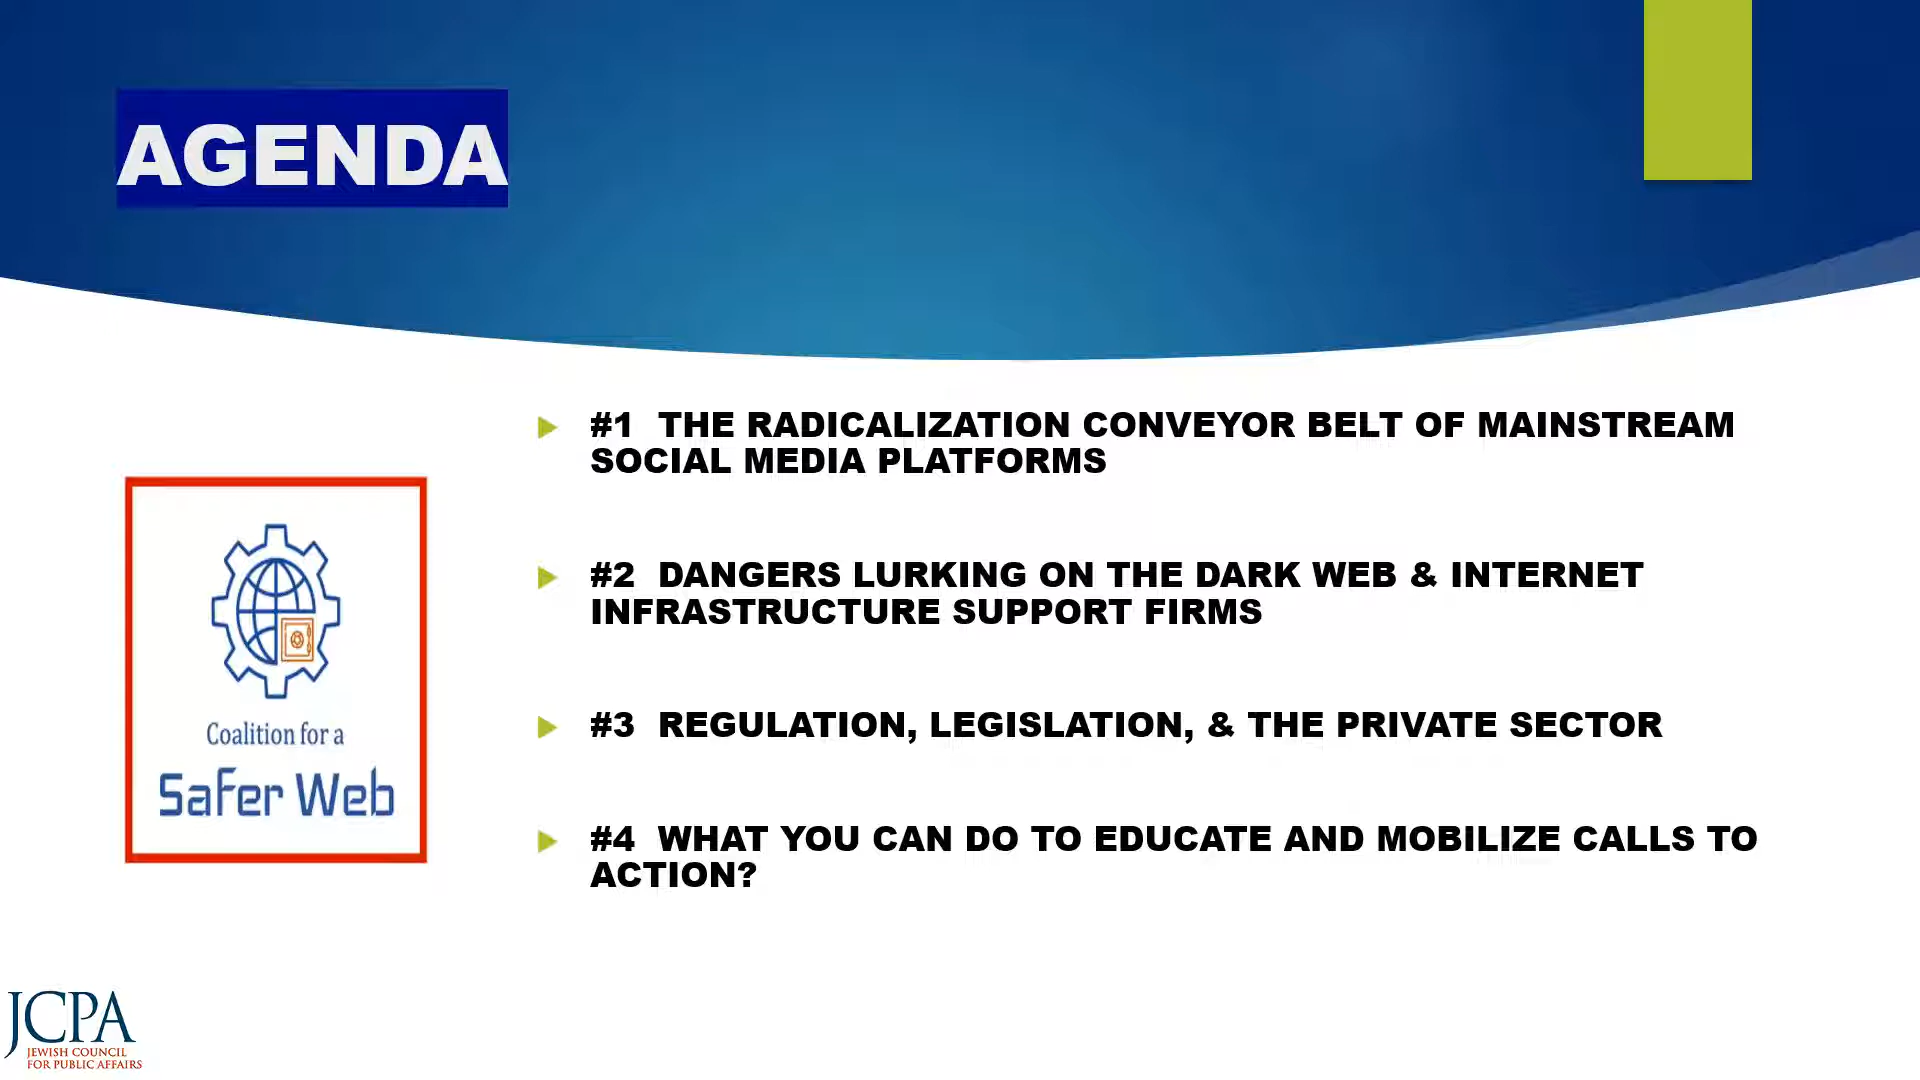 AGENDA
#1 THE RADICALIZATION CONVEYOR BELT OF MAINSTREAM
SOCIAL MEDIA PLATFORMS
#2 DANGERS LURKING ON THE DARK WEB & INTERNET
INFRASTRUCTURE SUPPORT FIRMS
#3 REGULATION, LEGISLATION, & THE PRIVATE SECTOR
#4 WHAT YOU CAN DO TO EDUCATE AND MOBILIZE CALLS TO
ACTION?
Coalition for a
Safer Web
JCPA
JEWISH COUNCIL
FOR PUBLIC AFFAIRS